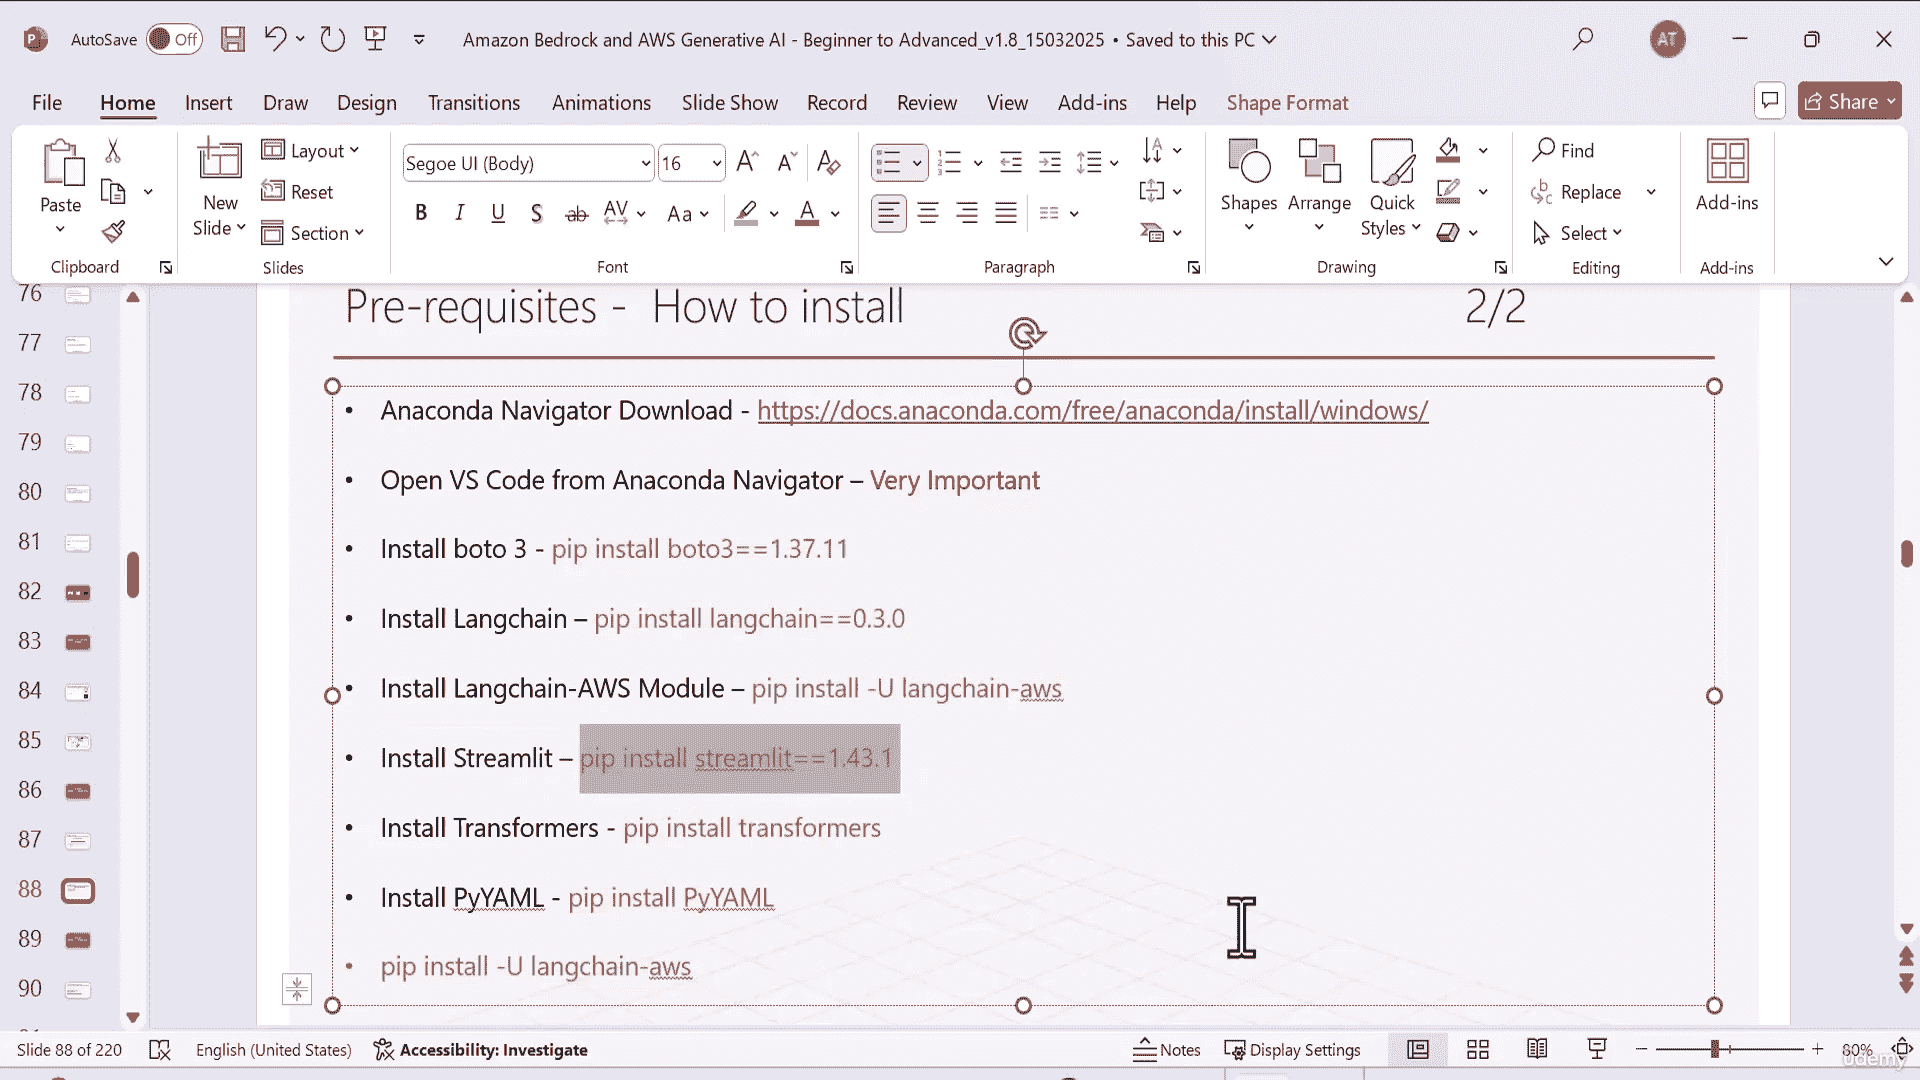 AutoSave Off Amazon Bedrock and AWS Generative AI - Beginner to Advanced_v1.8_15032025 • Saved to this PC AT
File Home Insert Draw Design Transitions Animations Slide Show Record Review View Add-ins Help Shape Format Share
Paste
New Slide
Layout
Reset
Section
Segoe UI (Body) 16
B I U S ab AV Aa A
Shapes
Arrange
Quick Styles
Find
Replace
Select
Add-ins
Clipboard Slides Font Paragraph Drawing Editing Add-ins
76
77
78
79
80
81
82
83
84
85
86
87
88
89
90
Pre-requisites - How to install 2/2
• Anaconda Navigator Download - https://docs.anaconda.com/free/anaconda/install/windows/
• Open VS Code from Anaconda Navigator – Very Important
• Install boto 3 - pip install boto3==1.37.11
• Install Langchain – pip install langchain==0.3.0
• Install Langchain-AWS Module – pip install -U langchain-aws
• Install Streamlit – pip install streamlit==1.43.1
• Install Transformers - pip install transformers
• Install PyYAML - pip install PyYAML
• pip install -U langchain-aws
Slide 88 of 220 English (United States) Accessibility: Investigate Notes Display Settings 80%
udemy